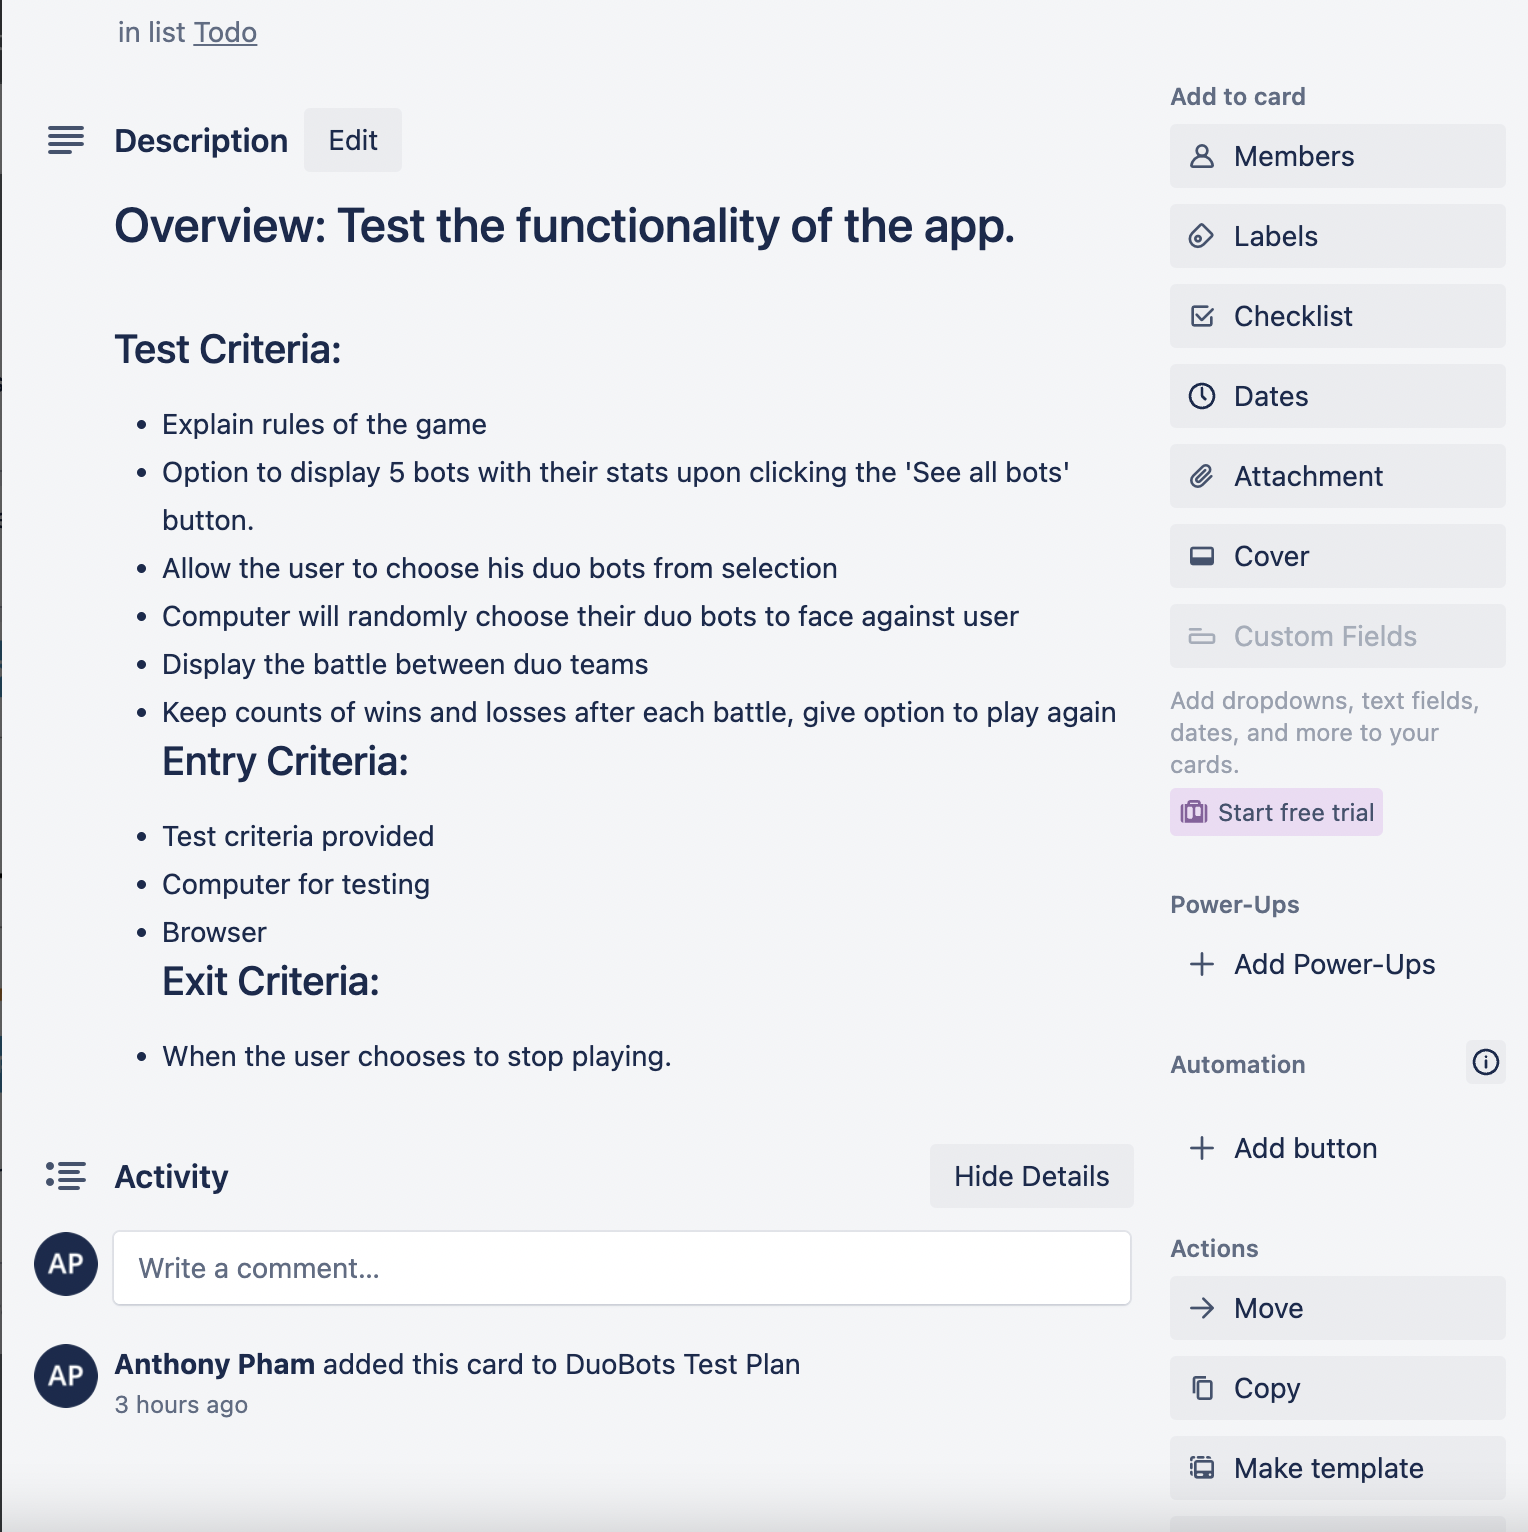 in list Todo
Description
Edit
Overview: Test the functionality of the app.
Test Criteria:
• Explain rules of the game
• Option to display 5 bots with their stats upon clicking the 'See all bots'
button.
• Allow the user to choose his duo bots from selection
• Computer will randomly choose their duo bots to face against user
• Display the battle between duo teams
• Keep counts of wins and losses after each battle, give option to play again
Entry Criteria:
• Test criteria provided
• Computer for testing
• Browser
Exit Criteria:
• When the user chooses to stop playing.
Activity
Hide Details
AP
Write a comment...
AP
Anthony Pham added this card to DuoBots Test Plan
3 hours ago
Add to card
Members
Labels
Checklist
Dates
Attachment
Cover
Custom Fields
Add dropdowns, text fields,
dates, and more to your
cards.
Start free trial
Power-Ups
+ Add Power-Ups
Automation
+ Add button
Actions
Move
Copy
Make template